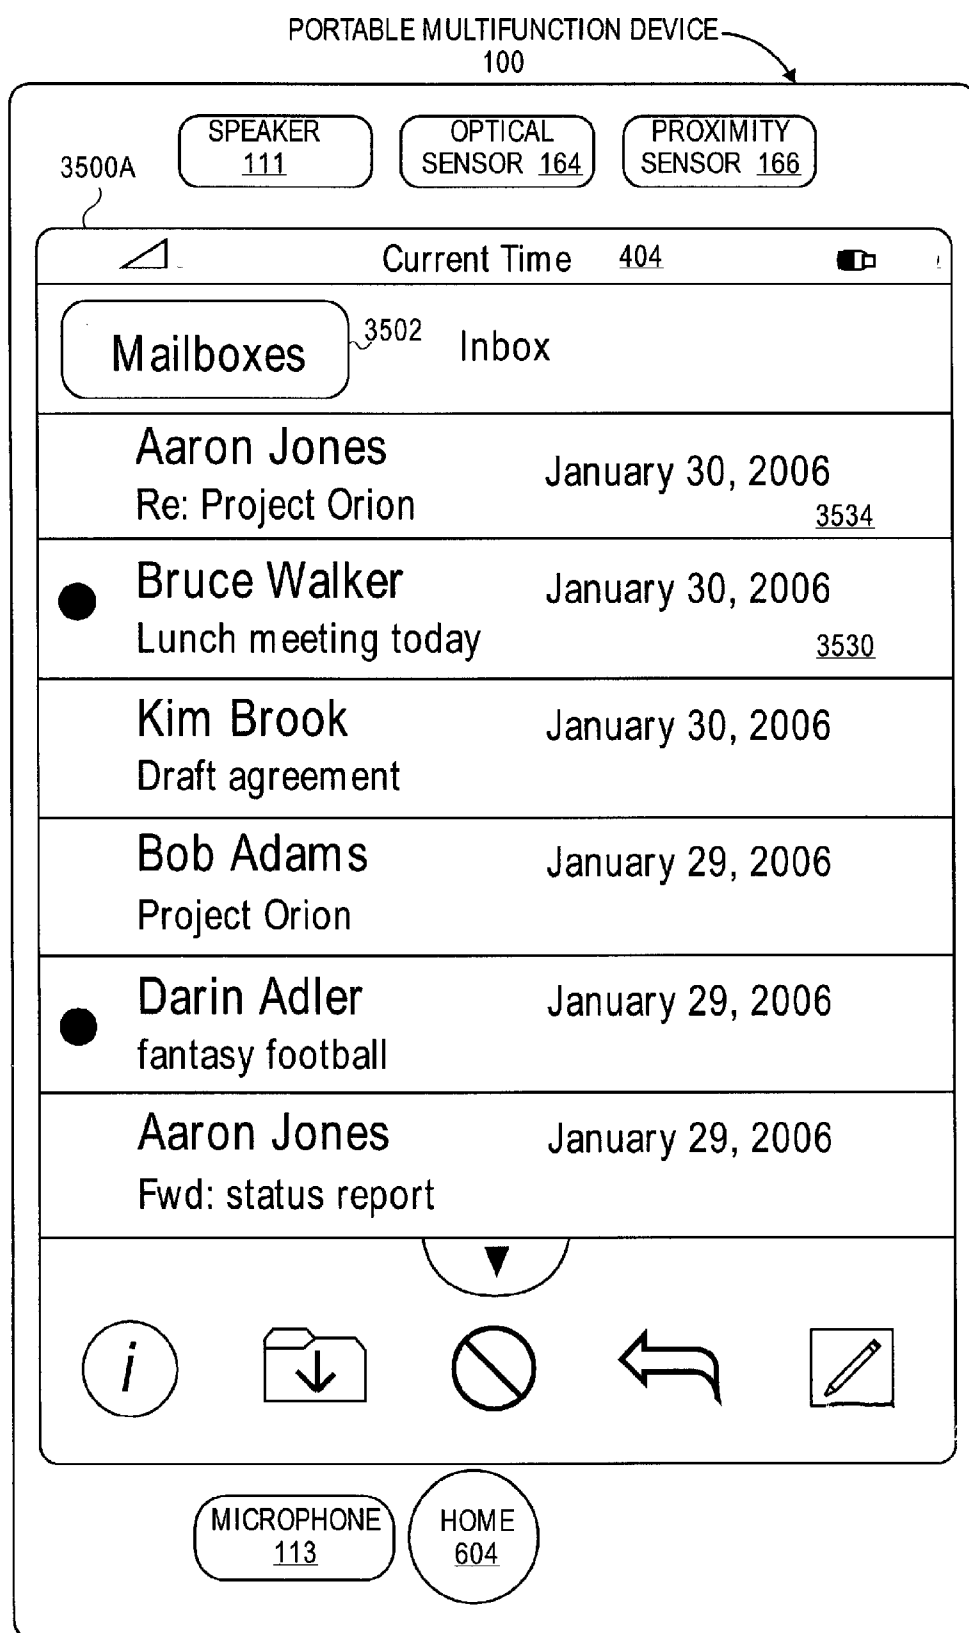 PORTABLE MULTIFUNCTION DEVICE
100
SPEAKER
111
OPTICAL
SENSOR 164
PROXIMITY
SENSOR 166
3500A
Current Time 404
Mailboxes 3502 Inbox
Aaron Jones
January 30, 2006
Re: Project Orion
3534
Bruce Walker
January 30, 2006
Lunch meeting today
3530
Kim Brook
January 30, 2006
Draft agreement
Bob Adams
January 29, 2006
Project Orion
Darin Adler
January 29, 2006
fantasy football
Aaron Jones
January 29, 2006
Fwd: status report
i
MICROPHONE
113
HOME
604